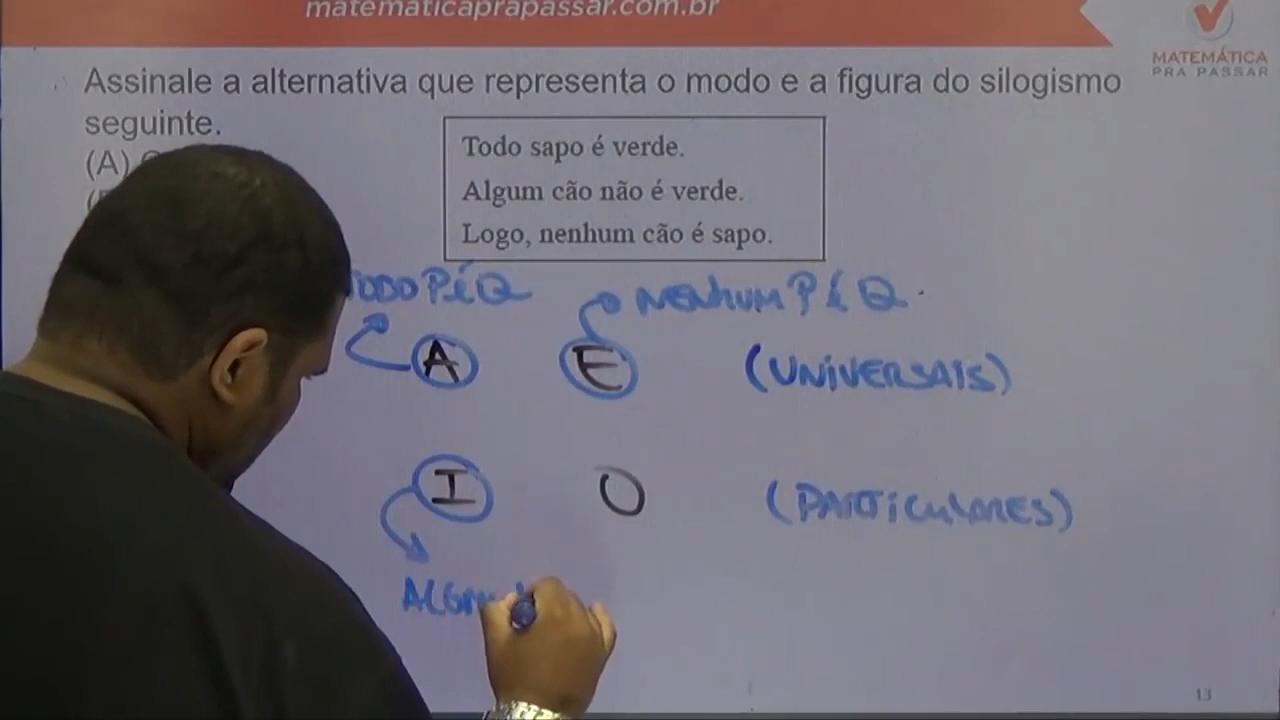 matematicaprapassar.com.br
MATEMÁTICA
PRA PASSAR
Assinale a alternativa que representa o modo e a figura do silogismo
seguinte.
(A)
Todo sapo é verde.
Algum cão não é verde.
Logo, nenhum cão é sapo.
TODO P É Q
NENHUM P É Q
A
E
(UNIVERSAIS)
I
O
(PARTICULARES)
13